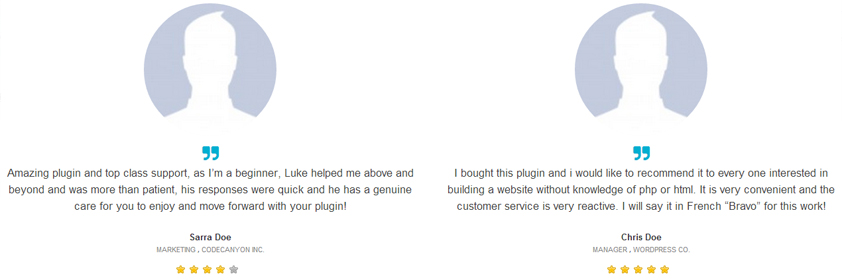 Amazing plugin and top class support, as I'm a beginner, Luke helped me above and
beyond and was more than patient, his responses were quick and he has a genuine
care for you to enjoy and move forward with your plugin!
Sarra Doe
MARKETING , CODECANYON INC.
I bought this plugin and i would like to recommend it to every one interested in
building a website without knowledge of php or html. It is very convenient and the
customer service is very reactive. I will say it in French “Bravo” for this work!
Chris Doe
MANAGER , WORDPRESS CO.